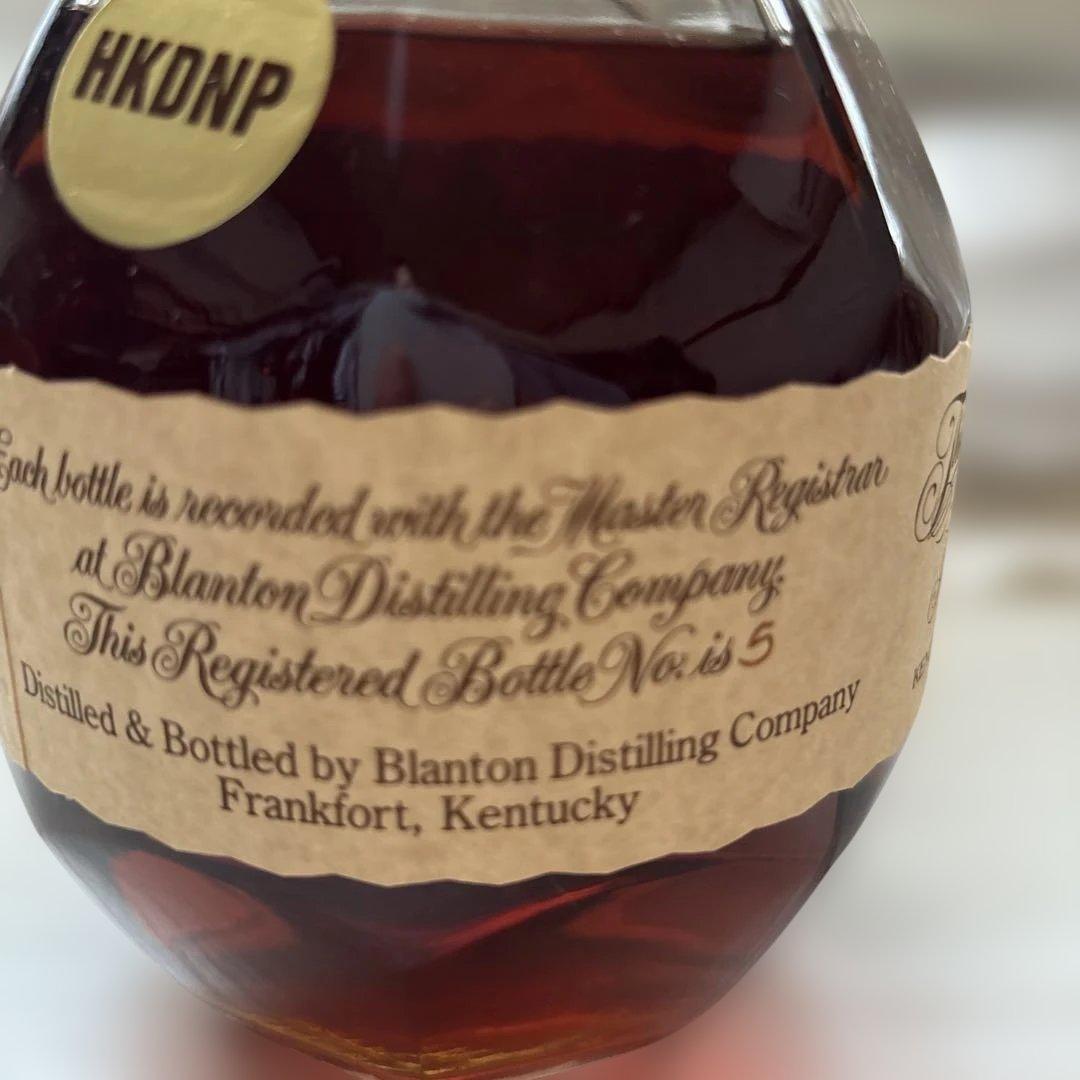 HKDNP
Each bottle is recorded with the Master Registrar
at Blanton Distilling Company.
This Registered Bottle No. is 5
Distilled & Bottled by Blanton Distilling Company
Frankfort, Kentucky